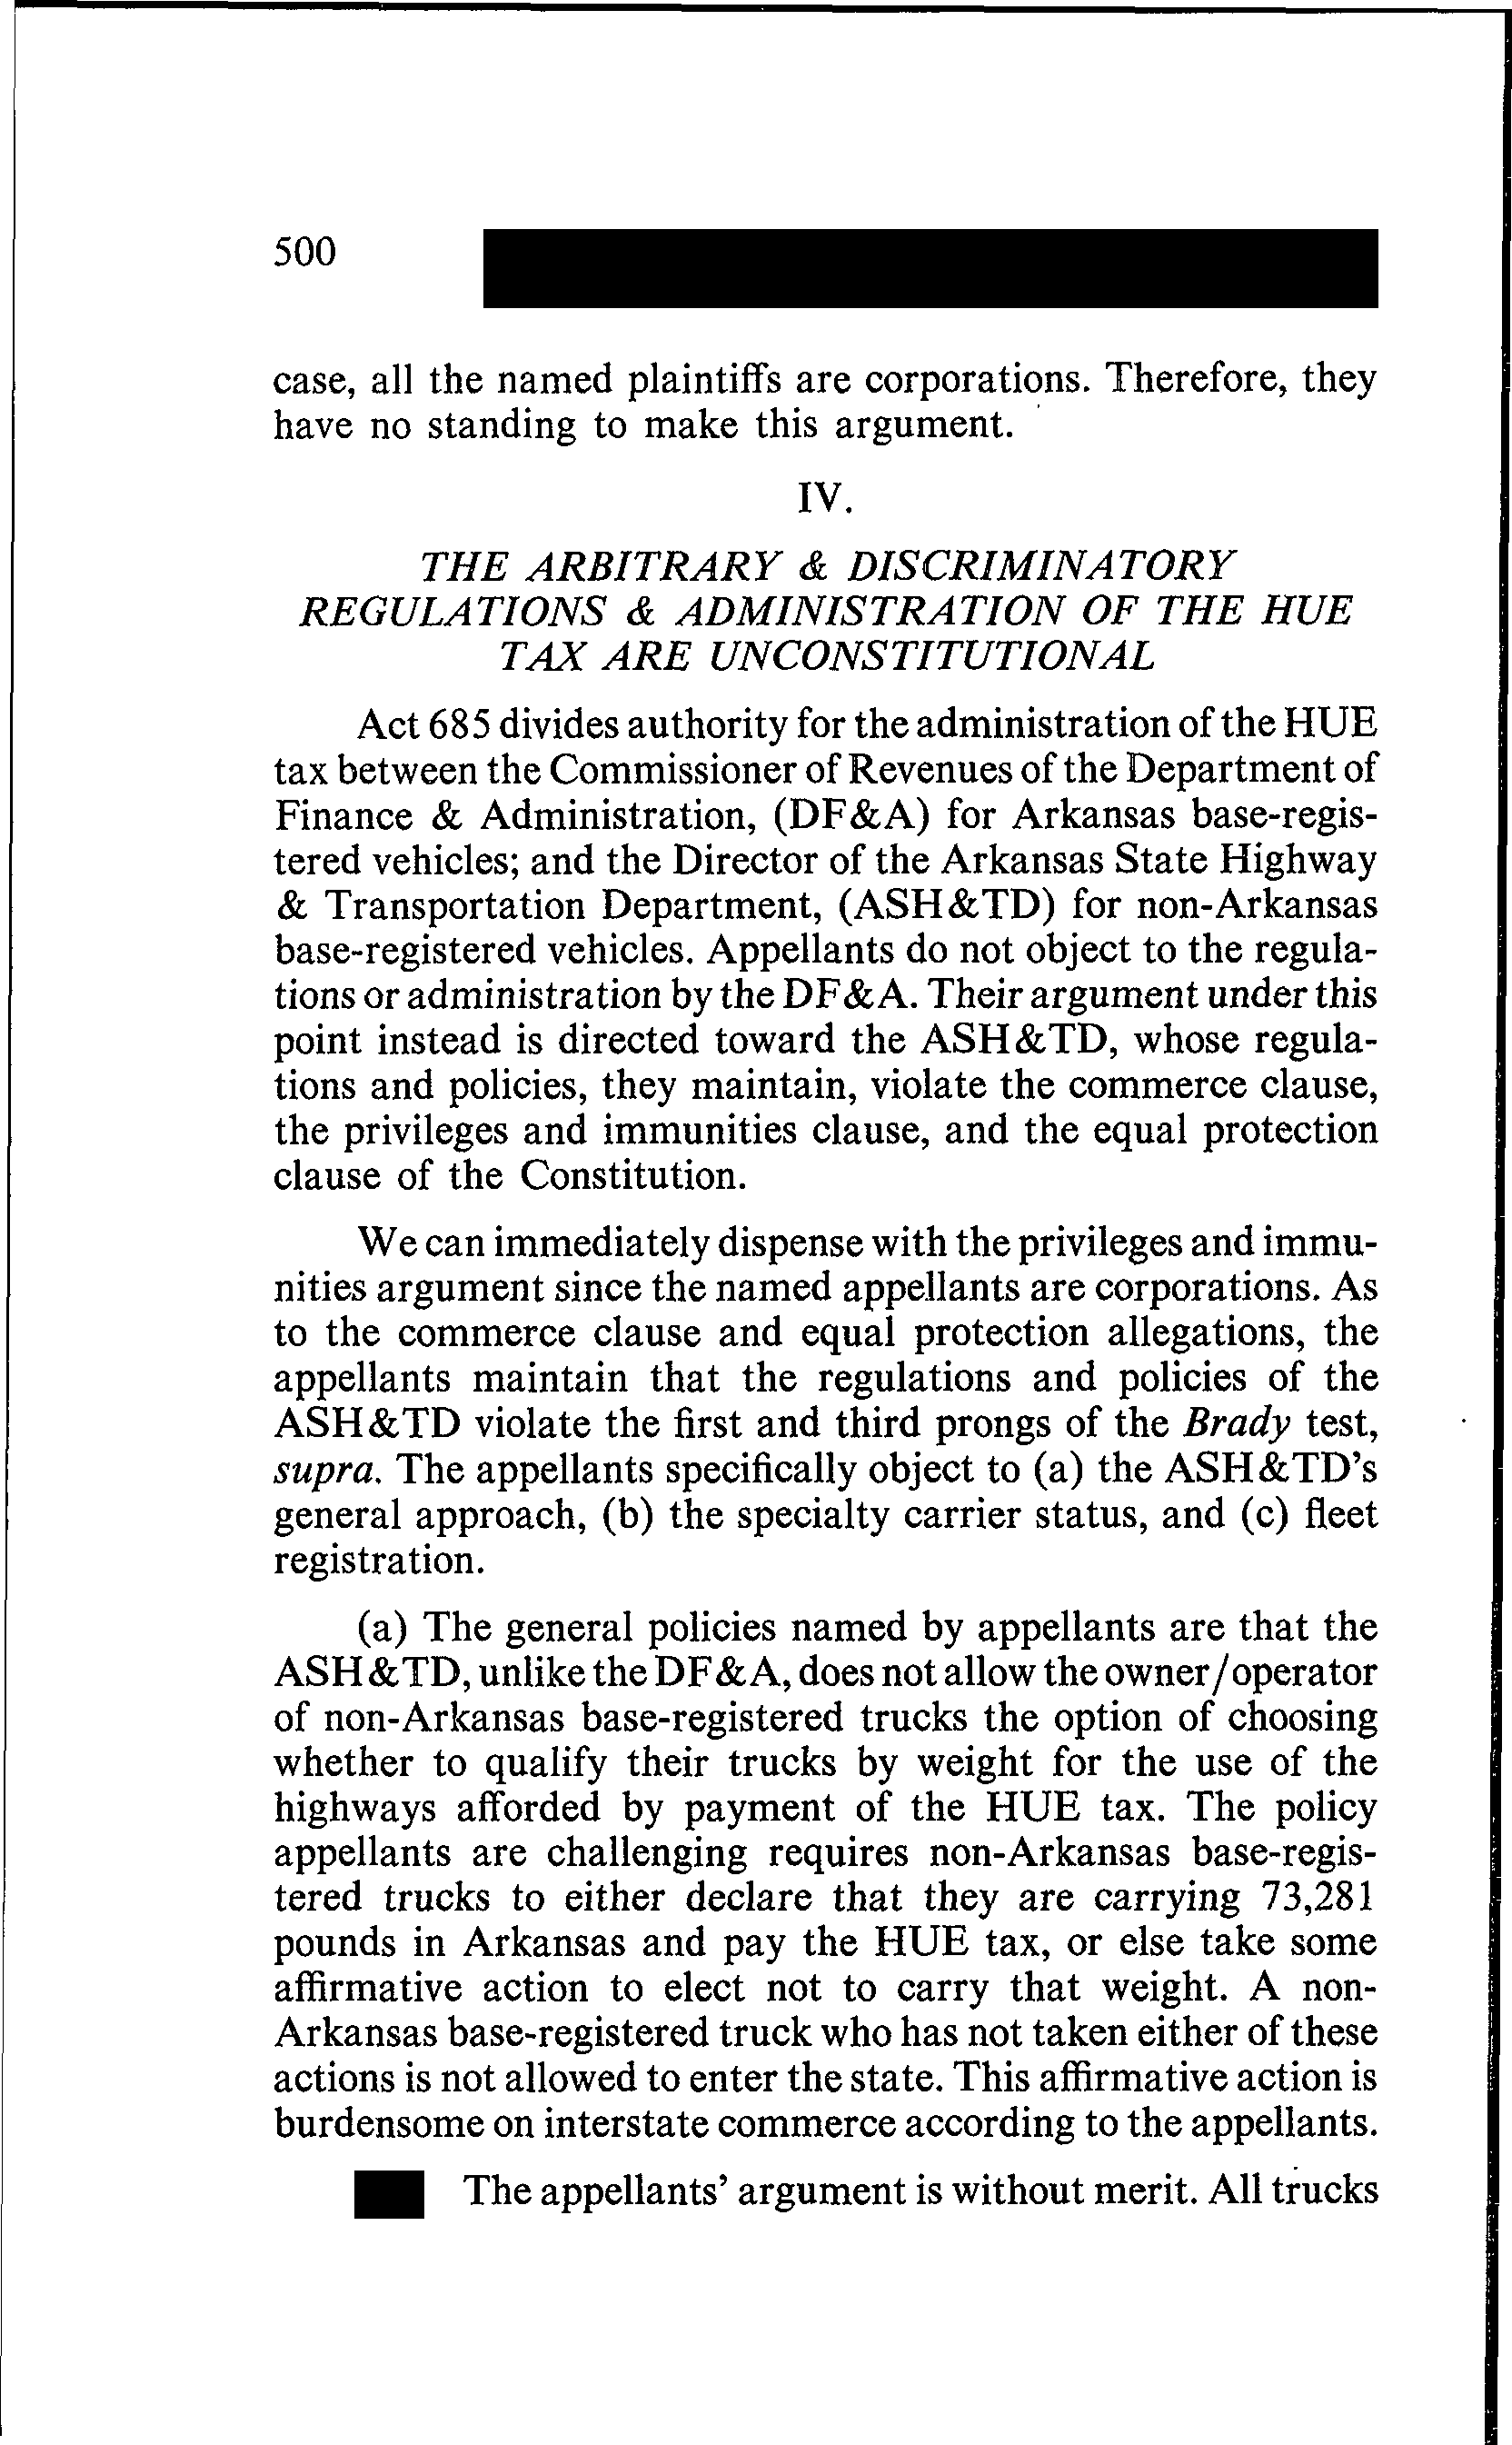 500
case, all the named plaintiffs are corporations. Therefore, they
have no standing to make this argument.
IV.
THE ARBITRARY & DISCRIMINATORY
REGULATIONS & ADMINISTRATION OF THE HUE
TAX ARE UNCONSTITUTIONAL
Act 685 divides authority for the administration of the HUE
tax between the Commissioner of Revenues of the Department of
Finance & Administration, (DF&A) for Arkansas base-regis-
tered vehicles; and the Director of the Arkansas State Highway
& Transportation Department, (ASH&TD) for non-Arkansas
base-registered vehicles. Appellants do not object to the regula-
tions or administration by the DF&A. Their argument under this
point instead is directed toward the ASH&TD, whose regula-
tions and policies, they maintain, violate the commerce clause,
the privileges and immunities clause, and the equal protection
clause of the Constitution.
We can immediately dispense with the privileges and immu-
nities argument since the named appellants are corporations. As
to the commerce clause and equal protection allegations, the
appellants maintain that the regulations and policies of the
ASH&TD violate the first and third prongs of the Brady test,
supra. The appellants specifically object to (a) the ASH&TD's
general approach, (b) the specialty carrier status, and (c) fleet
registration.
(a) The general policies named by appellants are that the
ASH&TD, unlike the DF&A, does not allow the owner/operator
of non-Arkansas base-registered trucks the option of choosing
whether to qualify their trucks by weight for the use of the
highways afforded by payment of the HUE tax. The policy
appellants are challenging requires non-Arkansas base-regis-
tered trucks to either declare that they are carrying 73,281
pounds in Arkansas and pay the HUE tax, or else take some
affirmative action to elect not to carry that weight. A non-
Arkansas base-registered truck who has not taken either of these
actions is not allowed to enter the state. This affirmative action is
burdensome on interstate commerce according to the appellants.
The appellants' argument is without merit. All trucks